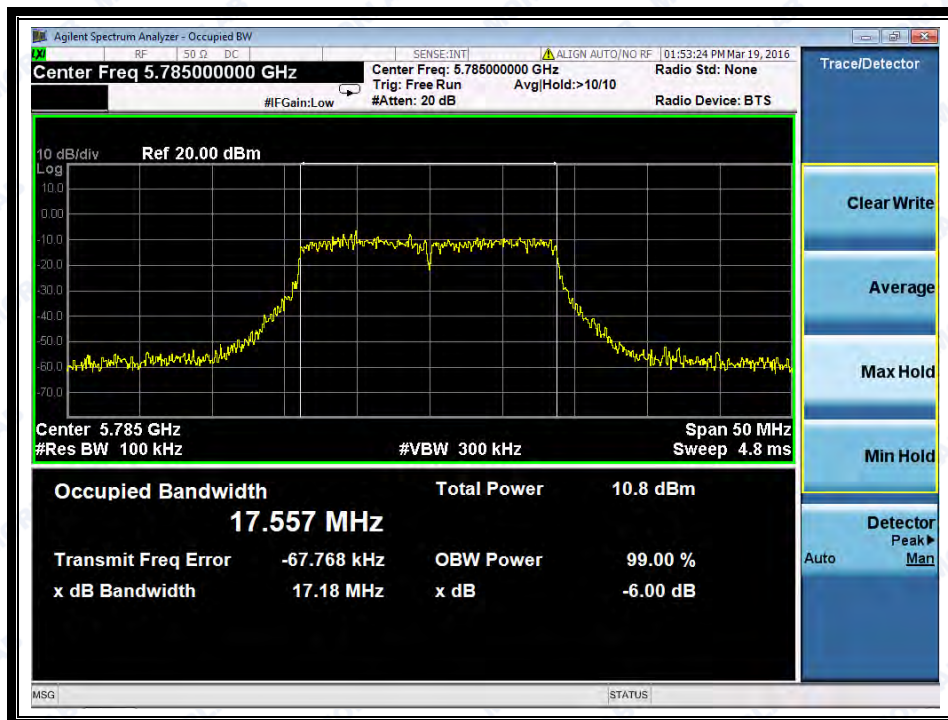 Agilent Spectrum Analyzer - Occupied BW
LXI RF 50 Ω DC SENSE:INT ALIGN AUTO/NO RF 01:53:24 PM Mar 19, 2016
Center Freq 5.785000000 GHz
Center Freq: 5.785000000 GHz Radio Std: None
Trig: Free Run Avg|Hold:>10/10
#IFGain:Low #Atten: 20 dB Radio Device: BTS
Trace/Detector
10 dB/div Ref 20.00 dBm
Log
10.0
0.00
-10.0
-20.0
-30.0
-40.0
-50.0
-60.0
-70.0
Center 5.785 GHz Span 50 MHz
#Res BW 100 kHz #VBW 300 kHz Sweep 4.8 ms
Clear Write
Average
Max Hold
Min Hold
Detector
Peak▶
Auto Man
Occupied Bandwidth Total Power 10.8 dBm
17.557 MHz
Transmit Freq Error -67.768 kHz OBW Power 99.00 %
x dB Bandwidth 17.18 MHz x dB -6.00 dB
MSG STATUS